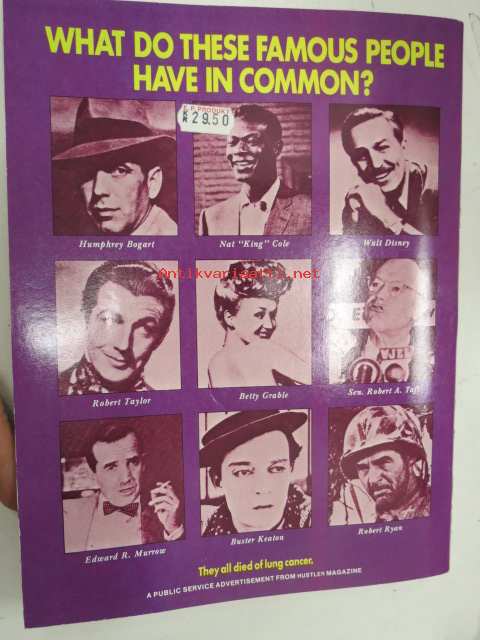 WHAT DO THESE FAMOUS PEOPLE
HAVE IN COMMON?
E.P. PRODUKT
KR 29.50
Humphrey Bogart
Nat "King" Cole
Walt Disney
Antikvariaatti.net
Robert Taylor
Betty Grable
Sen. Robert A. Taft
Edward R. Murrow
Buster Keaton
Robert Ryan
They all died of lung cancer.
A PUBLIC SERVICE ADVERTISEMENT FROM HUSTLER MAGAZINE